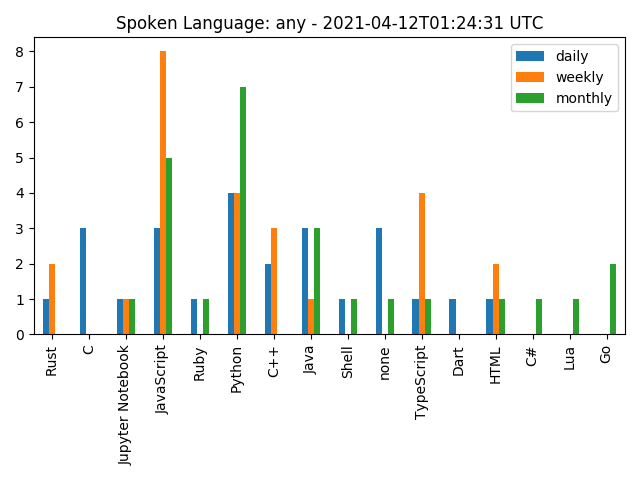 Spoken Language: any - 2021-04-12T01:24:31 UTC
daily
weekly
monthly
8
7
6
5
4
3
2
1
0
Rust
C
Jupyter Notebook
JavaScript
Ruby
Python
C++
Java
Shell
none
TypeScript
Dart
HTML
C#
Lua
Go